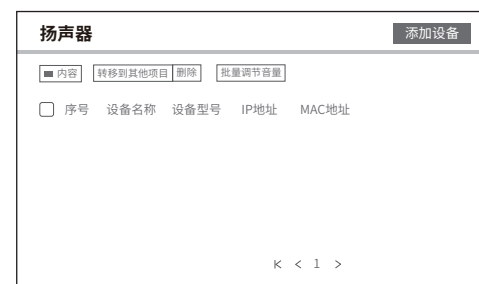 扬声器 添加设备
内容 转移到其他项目 删除 批量调节音量
序号 设备名称 设备型号 IP地址 MAC地址
K < 1 >